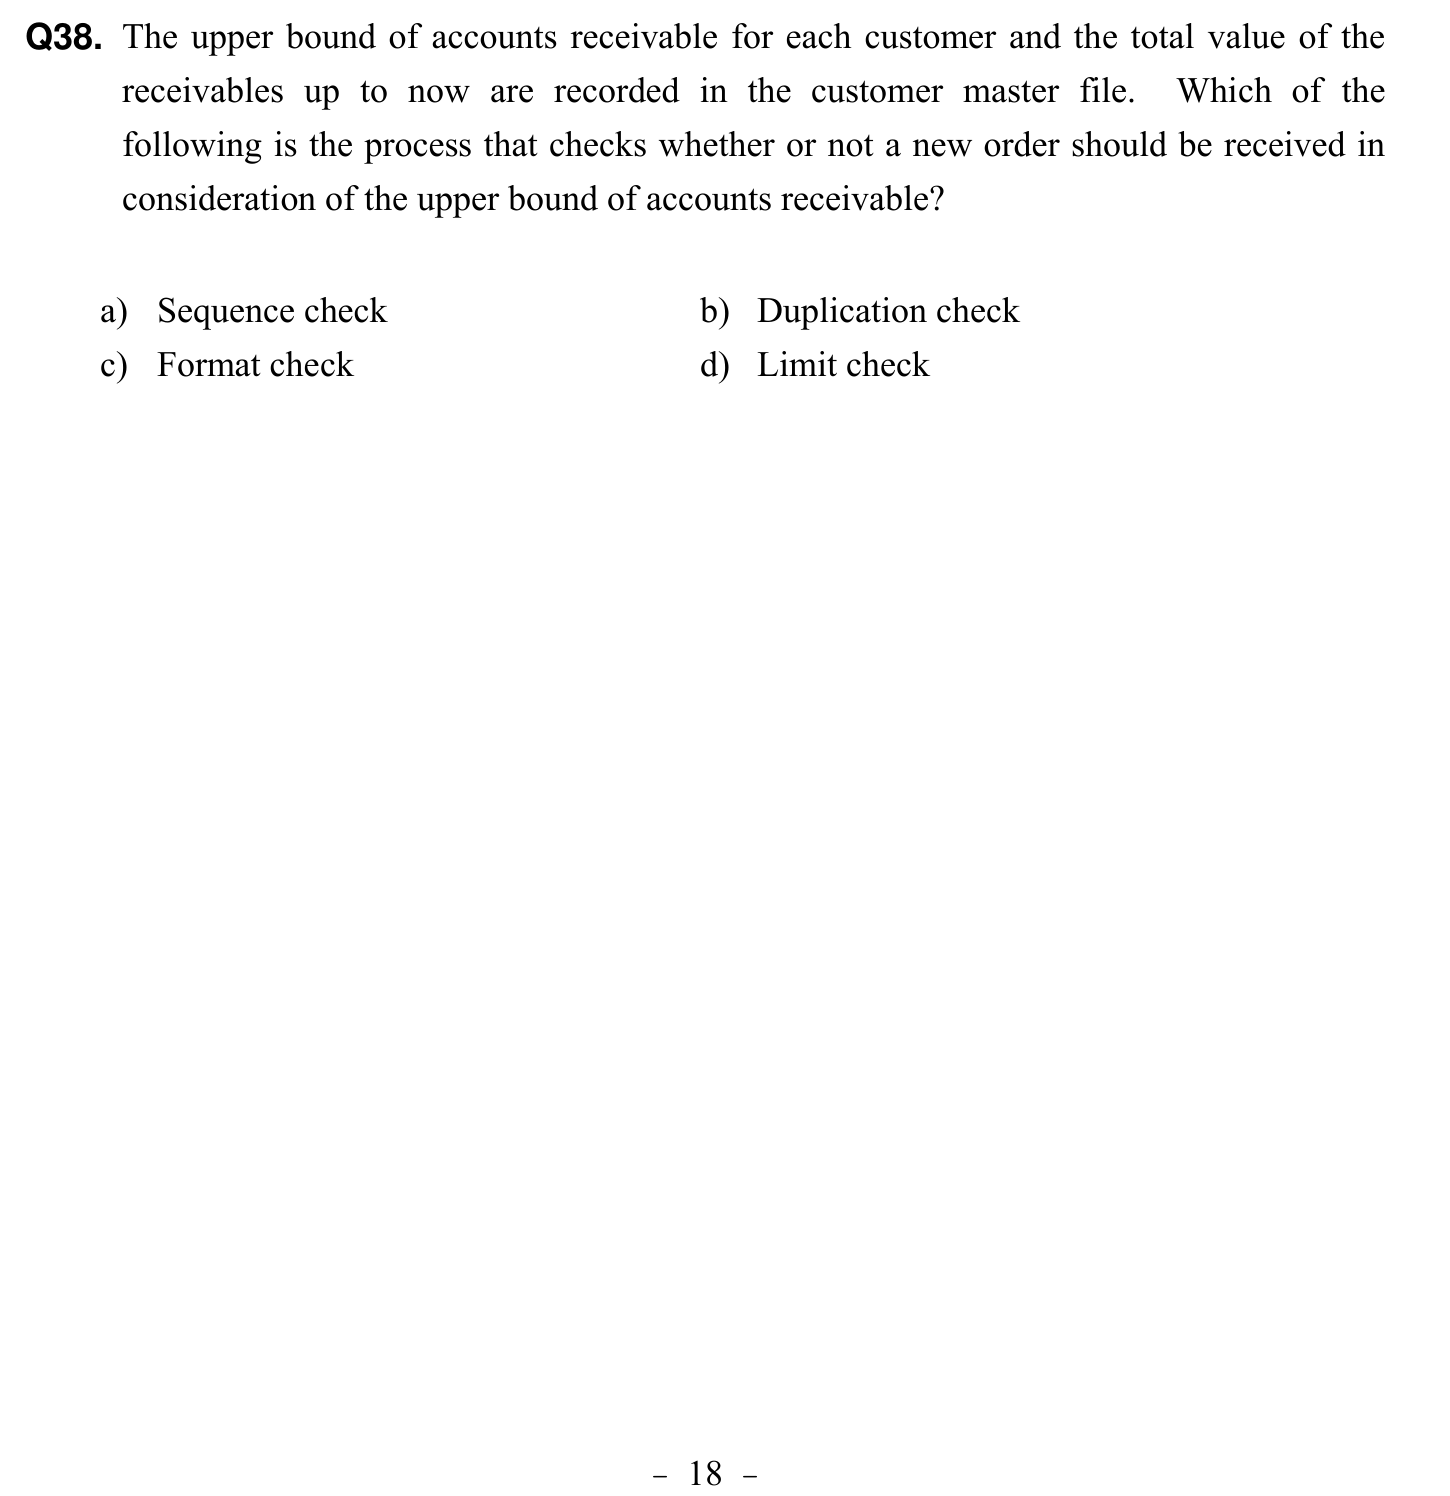 Q38. The upper bound of accounts receivable for each customer and the total value of the
receivables up to now are recorded in the customer master file. Which of the
following is the process that checks whether or not a new order should be received in
consideration of the upper bound of accounts receivable?
a) Sequence check b) Duplication check
c) Format check d) Limit check
– 18 –